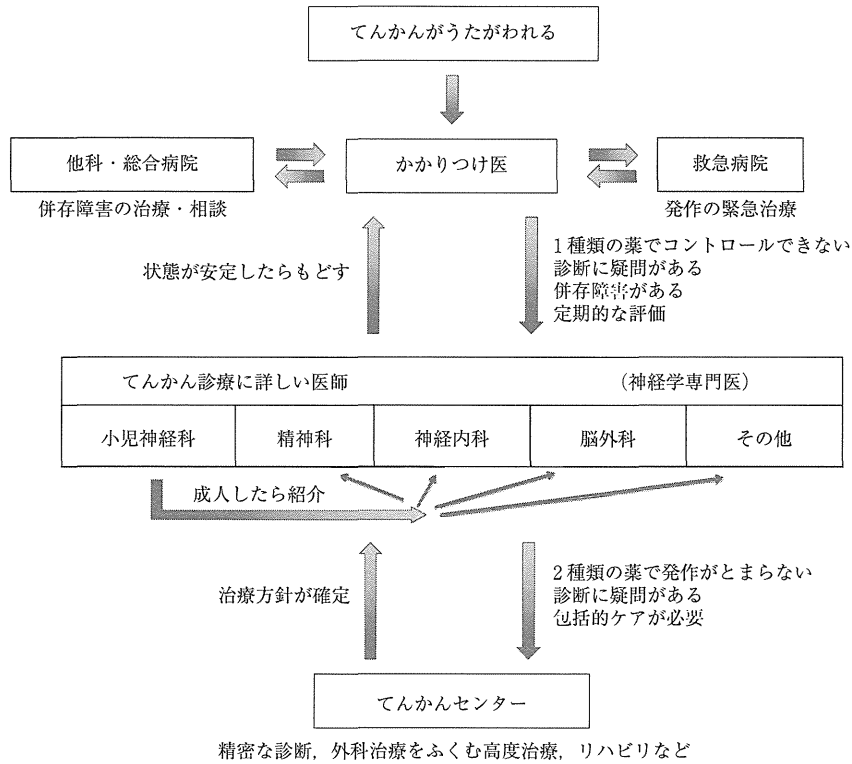 てんかんがうたがわれる
他科・総合病院
かかりつけ医
救急病院
併存障害の治療・相談
発作の緊急治療
状態が安定したらもどす
1種類の薬でコントロールできない
診断に疑問がある
併存障害がある
定期的な評価
てんかん診療に詳しい医師
（神経学専門医）
小児神経科
精神科
神経内科
脳外科
その他
成人したら紹介
治療方針が確定
2種類の薬で発作がとまらない
診断に疑問がある
包括的ケアが必要
てんかんセンター
精密な診断，外科治療をふくむ高度治療，リハビリなど